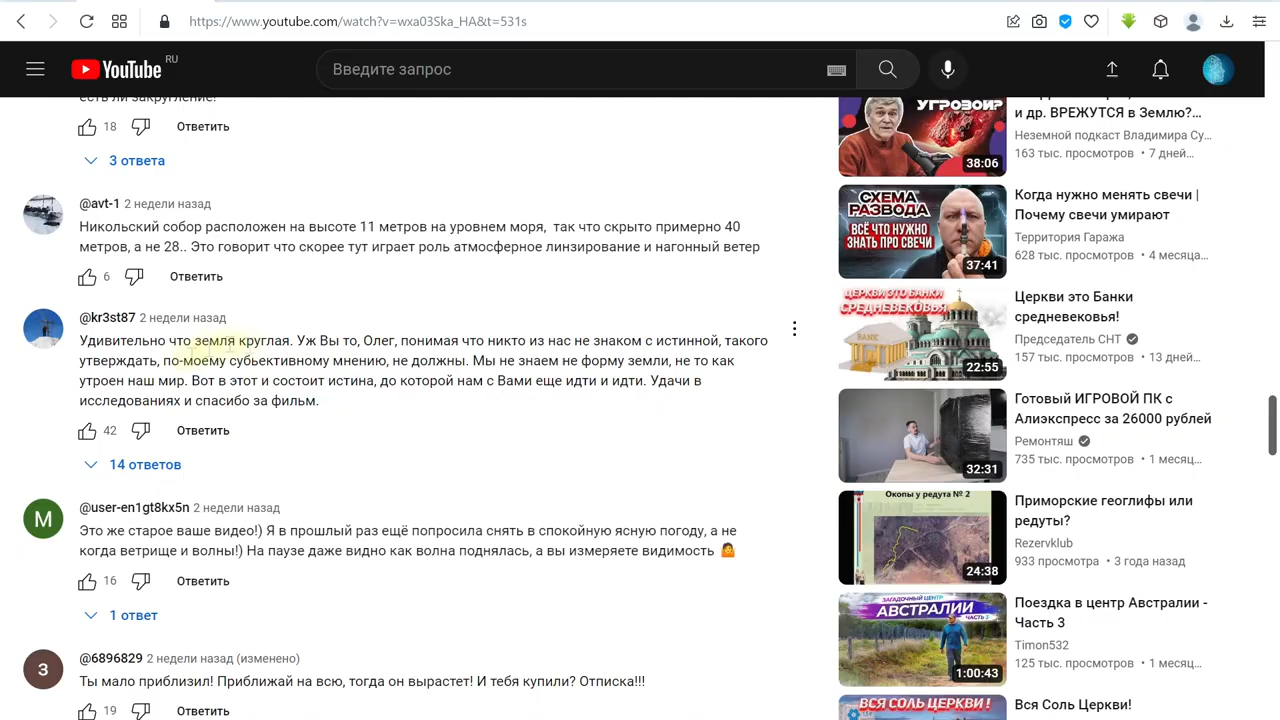 https://www.youtube.com/watch?v=wxa03Ska_HA&t=531s
YouTube RU
Введите запрос
есть ли закругление!
18 Ответить
3 ответа
@avt-1 2 недели назад
Никольский собор расположен на высоте 11 метров на уровнем моря, так что скрыто примерно 40
метров, а не 28.. Это говорит что скорее тут играет роль атмосферное линзирование и нагонный ветер
6 Ответить
@kr3st87 2 недели назад
Удивительно что земля круглая. Уж Вы то, Олег, понимая что никто из нас не знаком с истинной, такого
утверждать, по-моему субьективному мнению, не должны. Мы не знаем не форму земли, не то как
утроен наш мир. Вот в этот и состоит истина, до которой нам с Вами еще идти и идти. Удачи в
исследованиях и спасибо за фильм.
42 Ответить
14 ответов
М
@user-en1gt8kx5n 2 недели назад
Это же старое ваше видео!) Я в прошлый раз ещё попросила снять в спокойную ясную погоду, а не
когда ветрище и волны!) На паузе даже видно как волна поднялась, а вы измеряете видимость 🤷
16 Ответить
1 ответ
З
@6896829 2 недели назад (изменено)
Ты мало приблизил! Приближай на всю, тогда он вырастет! И тебя купили? Отписка!!!
19 Ответить
УГРОЗОЙ?
38:06
и др. ВРЕЖУТСЯ в Землю?...
Неземной подкаст Владимира Су...
163 тыс. просмотров • 7 дней...
СХЕМА
РАЗВОДА
ВСЁ ЧТО НУЖНО
ЗНАТЬ ПРО СВЕЧИ
37:41
Когда нужно менять свечи |
Почему свечи умирают
Территория Гаража
628 тыс. просмотров • 4 месяца...
ЦЕРКВИ ЭТО БАНКИ
СРЕДНЕВЕКОВЬЯ
BANK
22:55
Церкви это Банки
средневековья!
Председатель СНТ
157 тыс. просмотров • 13 дней...
32:31
Готовый ИГРОВОЙ ПК с
Алиэкспресс за 26000 рублей
Ремонтяш
735 тыс. просмотров • 1 месяц...
Окопы у редута № 2
24:38
Приморские геоглифы или
редуты?
Rezervklub
933 просмотра • 3 года назад
ЗАГАДОЧНЫЙ ЦЕНТР
АВСТРАЛИИ
ЧАСТЬ 3
1:00:43
Поездка в центр Австралии -
Часть 3
Timon532
125 тыс. просмотров • 1 месяц...
ВСЯ СОЛЬ ЦЕРКВИ!
Вся Соль Церкви!